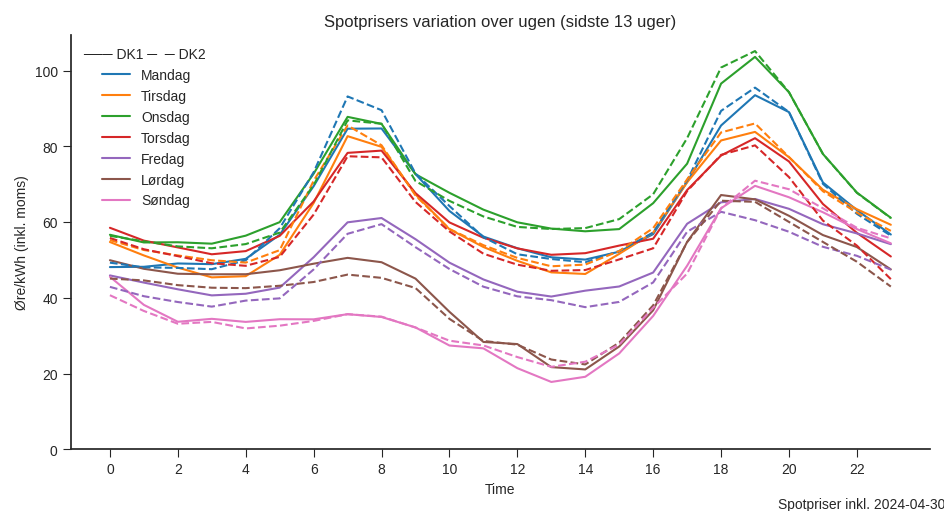 Spotprisers variation over ugen (sidste 13 uger)
Øre/kWh (inkl. moms)
DK1 DK2
Mandag
Tirsdag
Onsdag
Torsdag
Fredag
Lørdag
Søndag
100
80
60
40
20
0
0 2 4 6 8 10 12 14 16 18 20 22
Time
Spotpriser inkl. 2024-04-30